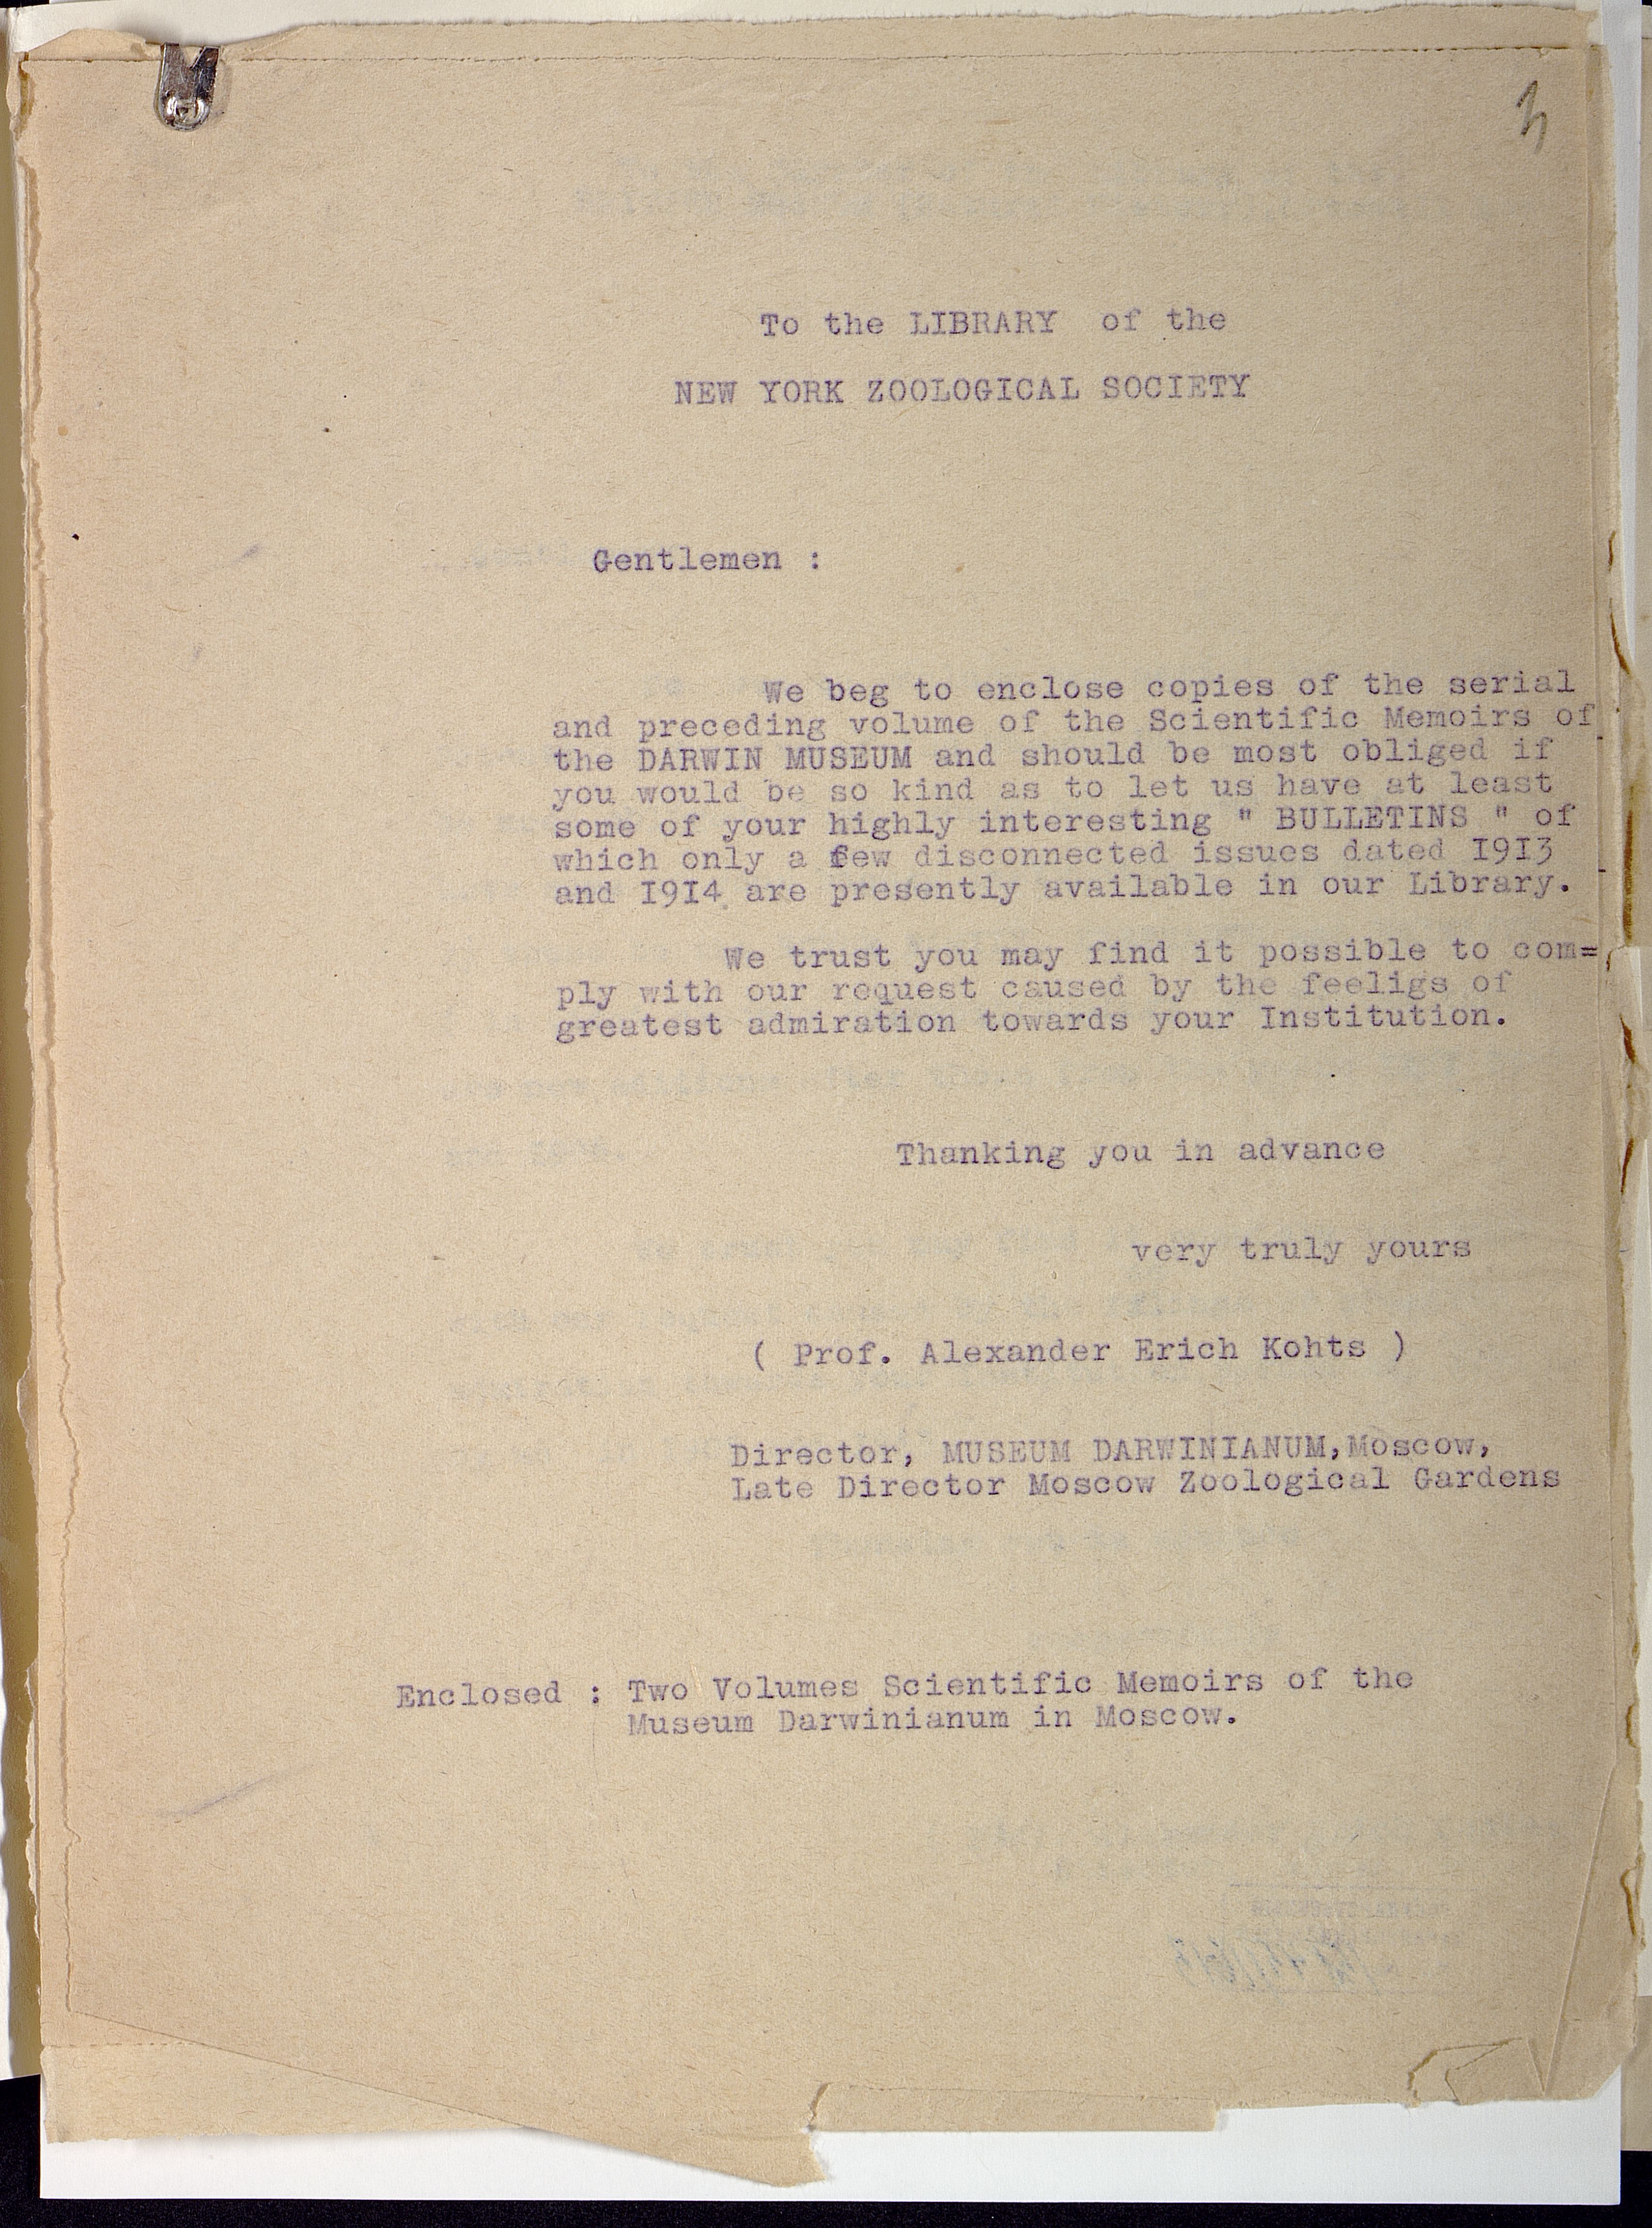 3
To the LIBRARY of the
NEW YORK ZOOLOGICAL SOCIETY
Gentlemen :
We beg to enclose copies of the serial
and preceding volume of the Scientific Memoirs of
the DARWIN MUSEUM and should be most obliged if
you would be so kind as to let us have at least
some of your highly interesting " BULLETINS " of
which only a few disconnected issues dated I9I3
and I9I4 are presently available in our Library.
We trust you may find it possible to com=
ply with our request caused by the feeligs of
greatest admiration towards your Institution.
Thanking you in advance
very truly yours
( Prof. Alexander Erich Kohts )
Director, MUSEUM DARWINIANUM,Moscow,
Late Director Moscow Zoological Gardens
Enclosed : Two Volumes Scientific Memoirs of the
Museum Darwinianum in Moscow.